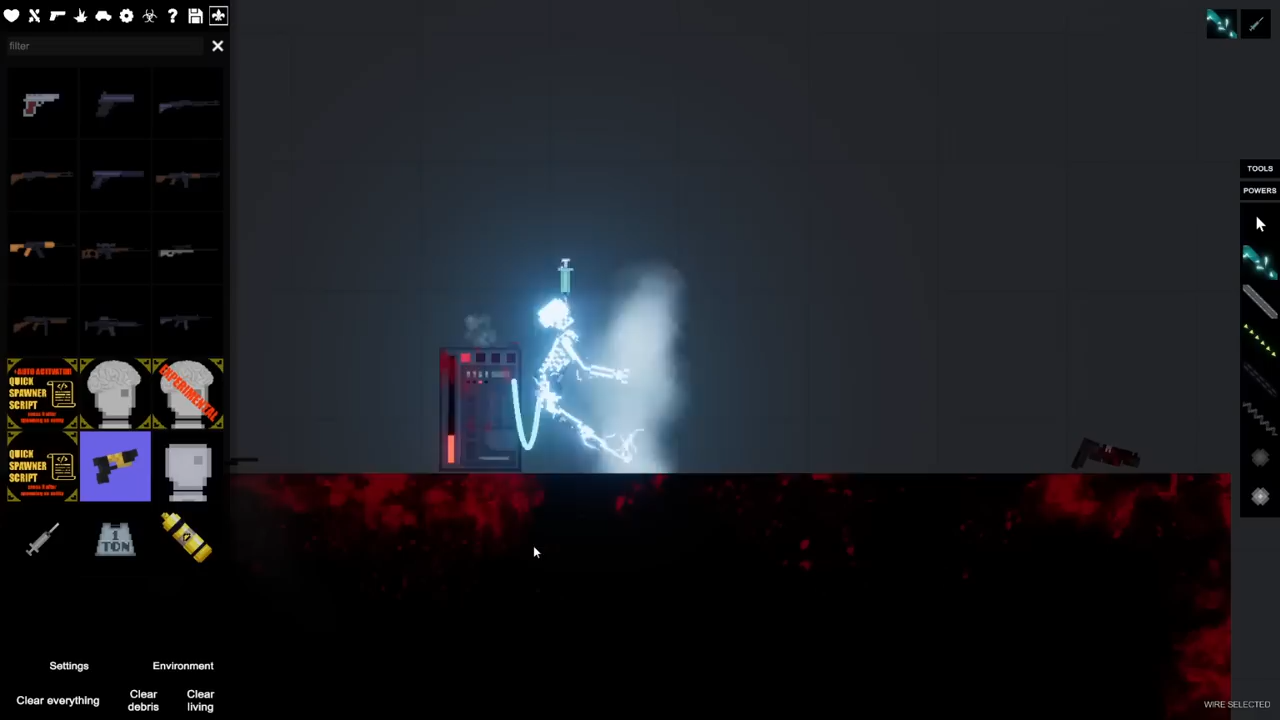 filter
TOOLS
POWERS
+AUTO ACTIVATOR
QUICK
SPAWNER
SCRIPT
EXPERIMENTAL
QUICK
SPAWNER
SCRIPT
1
TON
Settings
Environment
Clear everything
Clear
debris
Clear
living
WIRE SELECTED